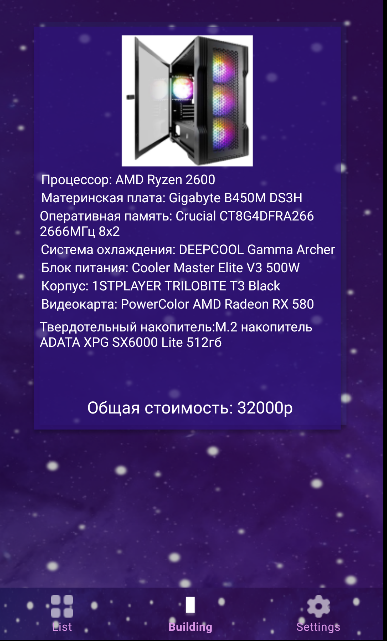 Процессор: AMD Ryzen 2600
Материнская плата: Gigabyte B450M DS3H
Оперативная память: Crucial CT8G4DFRA266
2666МГц 8x2
Система охлаждения: DEEPCOOL Gamma Archer
Блок питания: Cooler Master Elite V3 500W
Корпус: 1STPLAYER TRILOBITE T3 Black
Видеокарта: PowerColor AMD Radeon RX 580
Твердотельный накопитель:M.2 накопитель
ADATA XPG SX6000 Lite 512гб
Общая стоимость: 32000р
List
Building
Settings